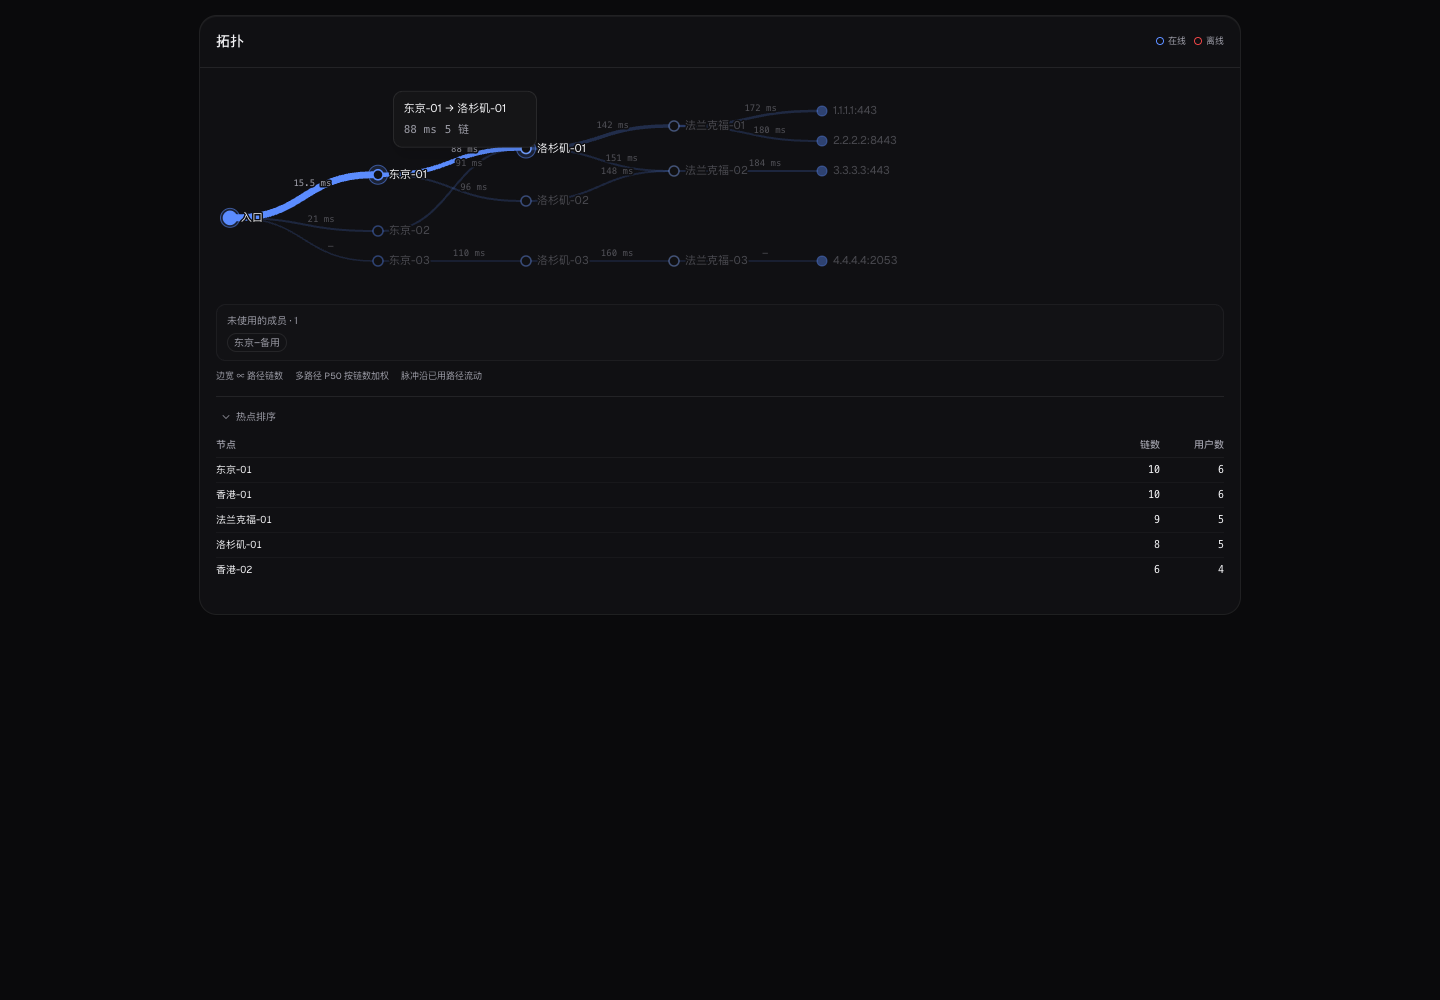 拓扑
在线 离线
东京-01 → 洛杉矶-01
88 ms 5 链
172 ms
1.1.1.1:443
142 ms
法兰克福-01
180 ms
2.2.2.2:8443
88 ms
洛杉矶-01
91 ms
151 ms
184 ms
148 ms
法兰克福-02
3.3.3.3:443
东京-01
15.5 ms
96 ms
洛杉矶-02
入口
21 ms
东京-02
—
110 ms
160 ms
—
东京-03
洛杉矶-03
法兰克福-03
4.4.4.4:2053
未使用的成员 · 1
东京-备用
边宽 ∝ 路径链数 多路径 P50 按链数加权 脉冲沿已用路径流动
热点排序
节点 链数 用户数
东京-01 10 6
香港-01 10 6
法兰克福-01 9 5
洛杉矶-01 8 5
香港-02 6 4